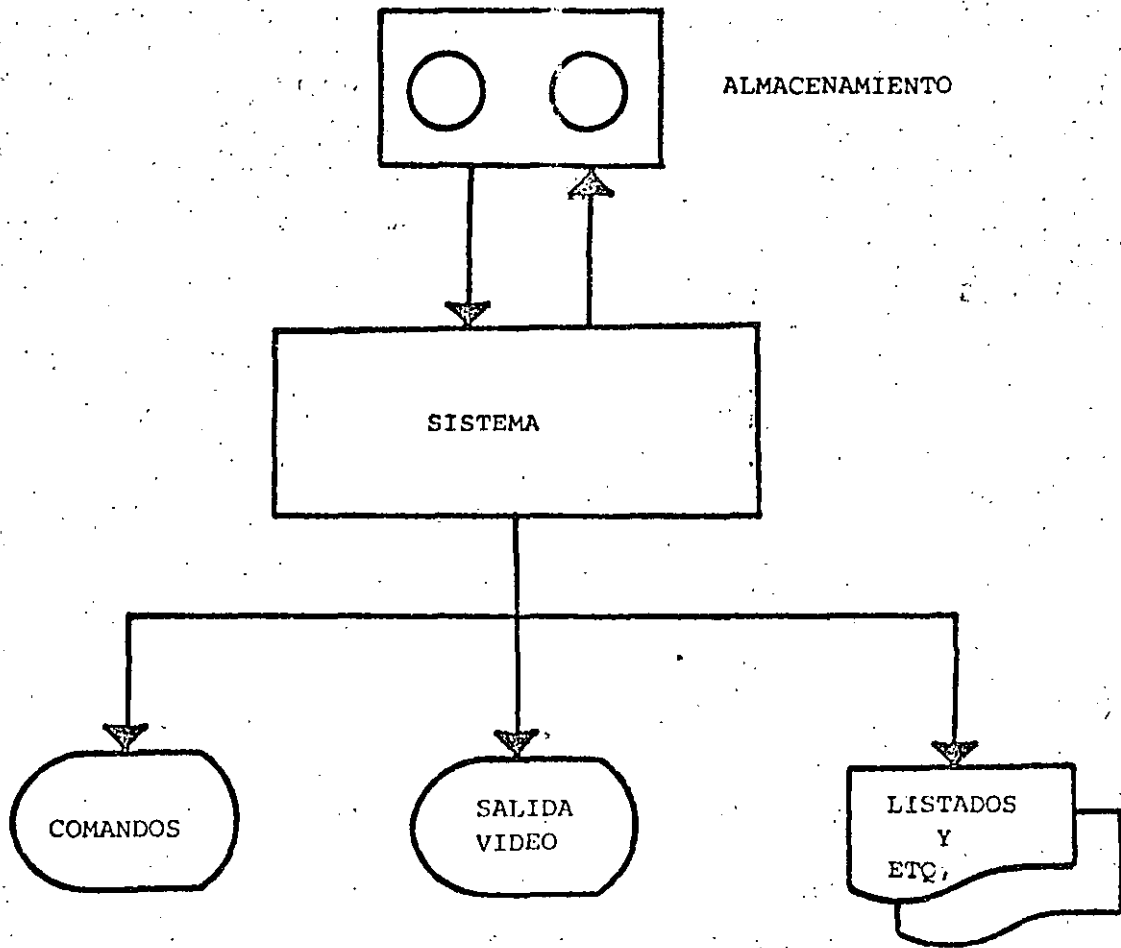 ALMACENAMIENTO
SISTEMA
COMANDOS
SALIDA
VIDEO
LISTADOS
Y
ETQ,